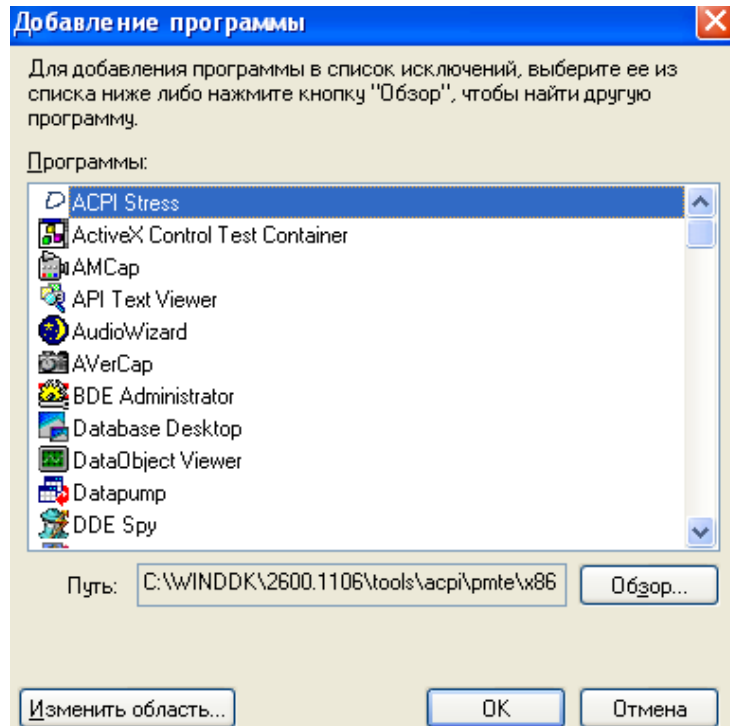 Добавление программы
Для добавления программы в список исключений, выберите ее из
списка ниже либо нажмите кнопку "Обзор", чтобы найти другую
программу.
Программы:
ACPI Stress
ActiveX Control Test Container
AMCap
API Text Viewer
AudioWizard
AVerCap
BDE Administrator
Database Desktop
DataObject Viewer
Datapump
DDE Spy
Путь: C:\WINDDK\2600.1106\tools\acpi\pmte\x86 Обзор...
Изменить область... OK Отмена